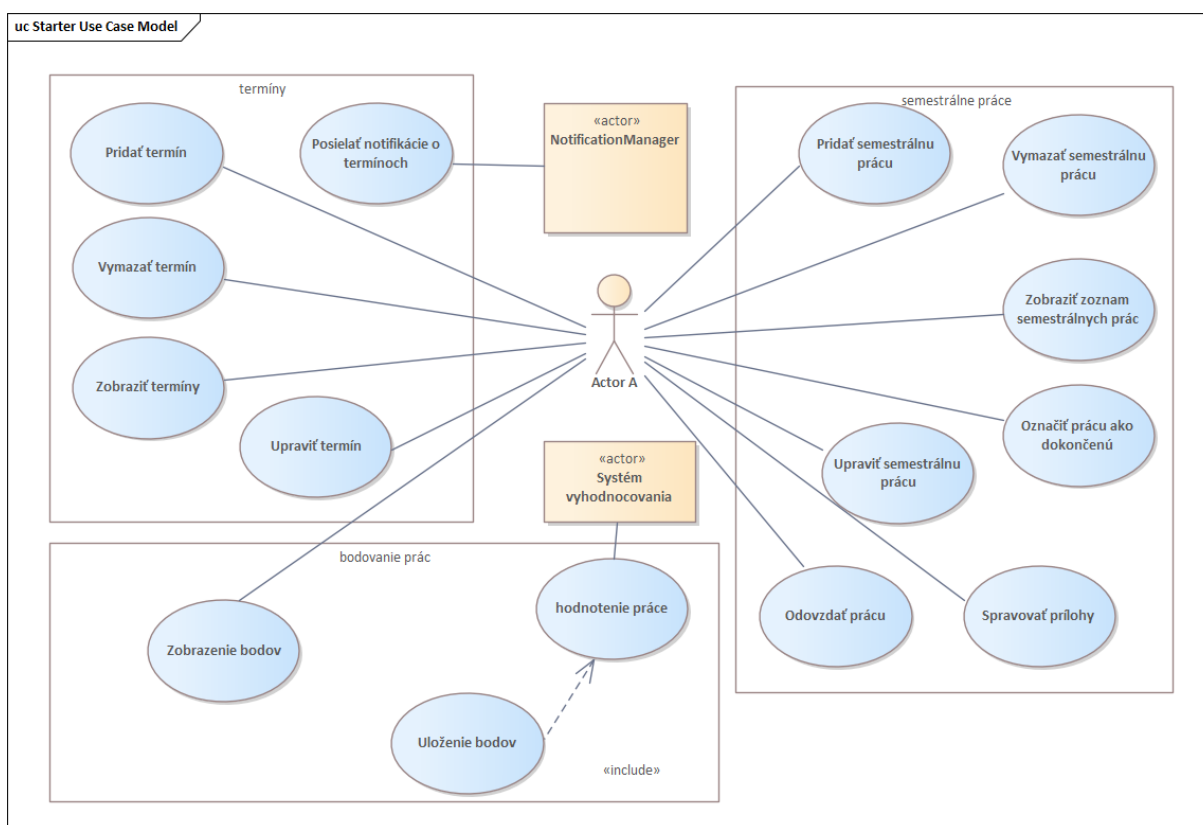 uc Starter Use Case Model
termíny
Pridať termín
Posielať notifikácie o
termínoch
Vymazať termín
Zobraziť termíny
Upraviť termín
«actor»
NotificationManager
Actor A
«actor»
Systém
vyhodnocovania
semestrálne práce
Pridať semestrálnu
prácu
Vymazať semestrálnu
prácu
Zobraziť zoznam
semestrálnych prác
Označiť prácu ako
dokončenú
Upraviť semestrálnu
prácu
Odovzdať prácu
Spravovať prílohy
bodovanie prác
hodnotenie práce
Zobrazenie bodov
Uloženie bodov
«include»